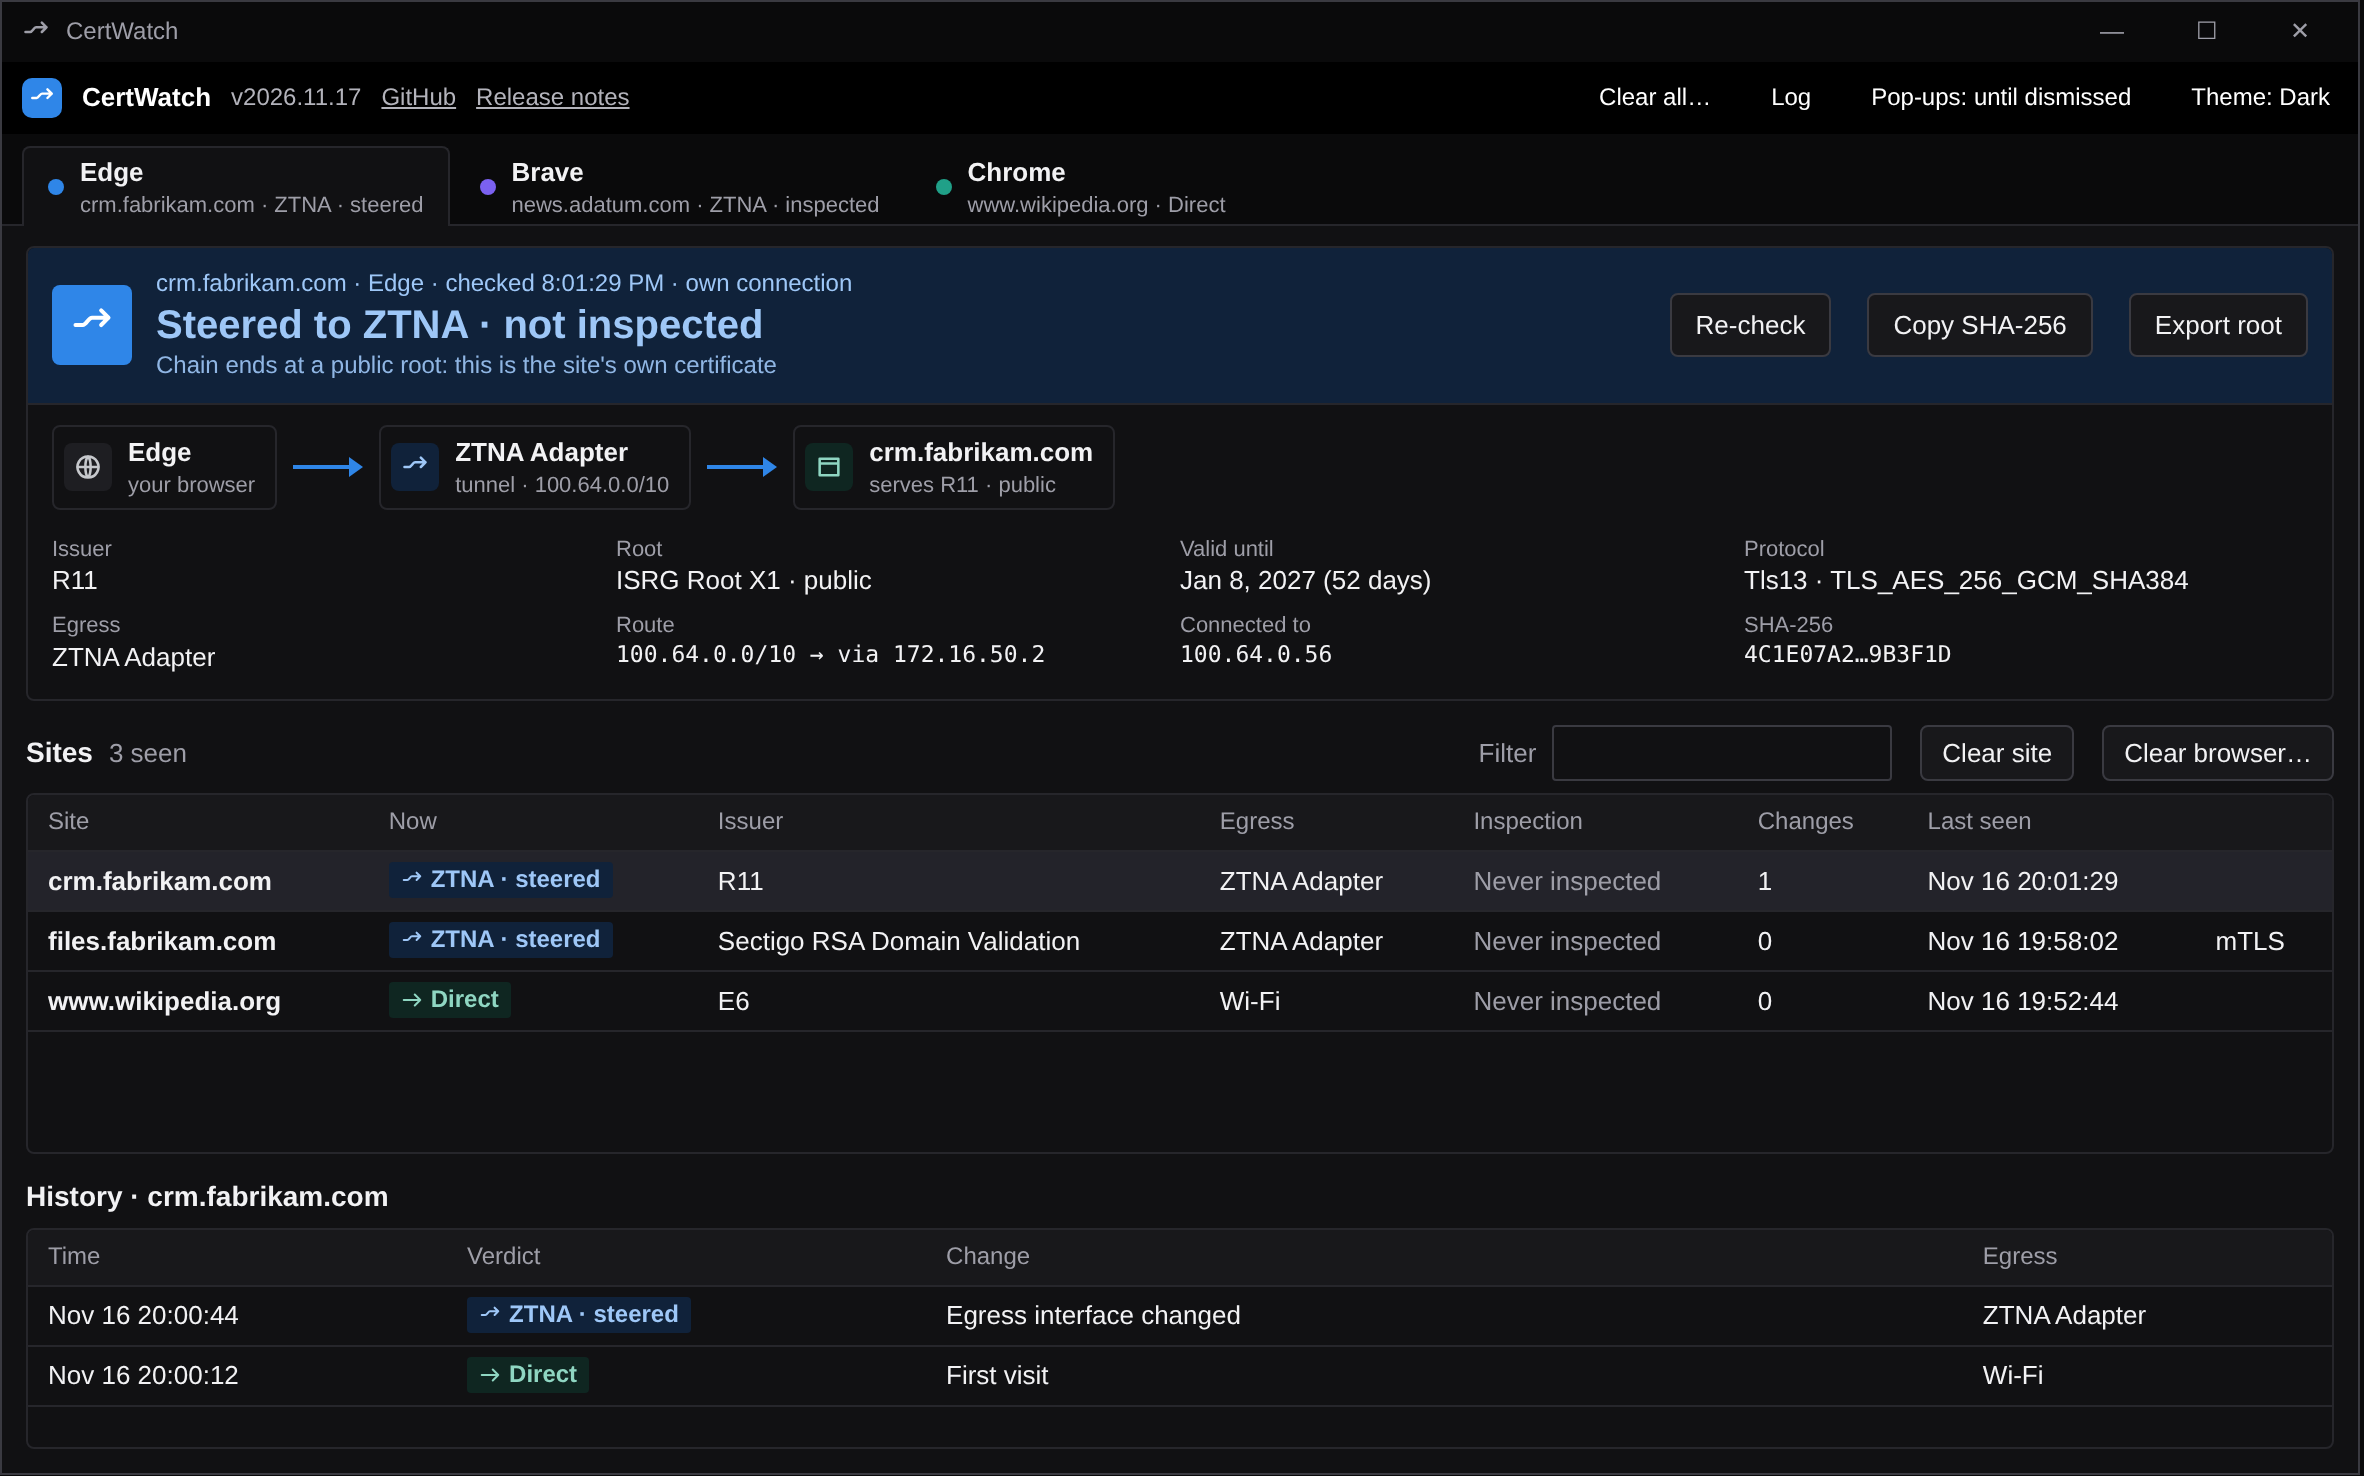 CertWatch
CertWatch v2026.11.17 GitHub Release notes Clear all… Log Pop-ups: until dismissed Theme: Dark
Edge
crm.fabrikam.com · ZTNA · steered
Brave
news.adatum.com · ZTNA · inspected
Chrome
www.wikipedia.org · Direct
crm.fabrikam.com · Edge · checked 8:01:29 PM · own connection
Steered to ZTNA · not inspected
Chain ends at a public root: this is the site's own certificate
Re-check Copy SHA-256 Export root
Edge
your browser
ZTNA Adapter
tunnel · 100.64.0.0/10
crm.fabrikam.com
serves R11 · public
Issuer
R11
Root
ISRG Root X1 · public
Valid until
Jan 8, 2027 (52 days)
Protocol
Tls13 · TLS_AES_256_GCM_SHA384
Egress
ZTNA Adapter
Route
100.64.0.0/10 → via 172.16.50.2
Connected to
100.64.0.56
SHA-256
4C1E07A2…9B3F1D
Sites 3 seen Filter Clear site Clear browser…
Site Now Issuer Egress Inspection Changes Last seen
crm.fabrikam.com ZTNA · steered R11 ZTNA Adapter Never inspected 1 Nov 16 20:01:29
files.fabrikam.com ZTNA · steered Sectigo RSA Domain Validation ZTNA Adapter Never inspected 0 Nov 16 19:58:02 mTLS
www.wikipedia.org Direct E6 Wi-Fi Never inspected 0 Nov 16 19:52:44
History · crm.fabrikam.com
Time Verdict Change Egress
Nov 16 20:00:44 ZTNA · steered Egress interface changed ZTNA Adapter
Nov 16 20:00:12 Direct First visit Wi-Fi